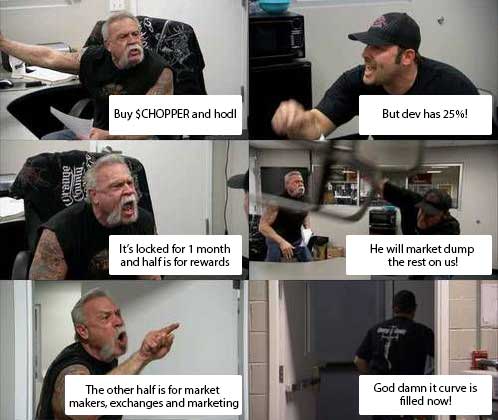 Buy $CHOPPER and hodl
But dev has 25%!
It's locked for 1 month
and half is for rewards
He will market dump
the rest on us!
The other half is for market
makers, exchanges and marketing
God damn it curve is
filled now!
Orange
County